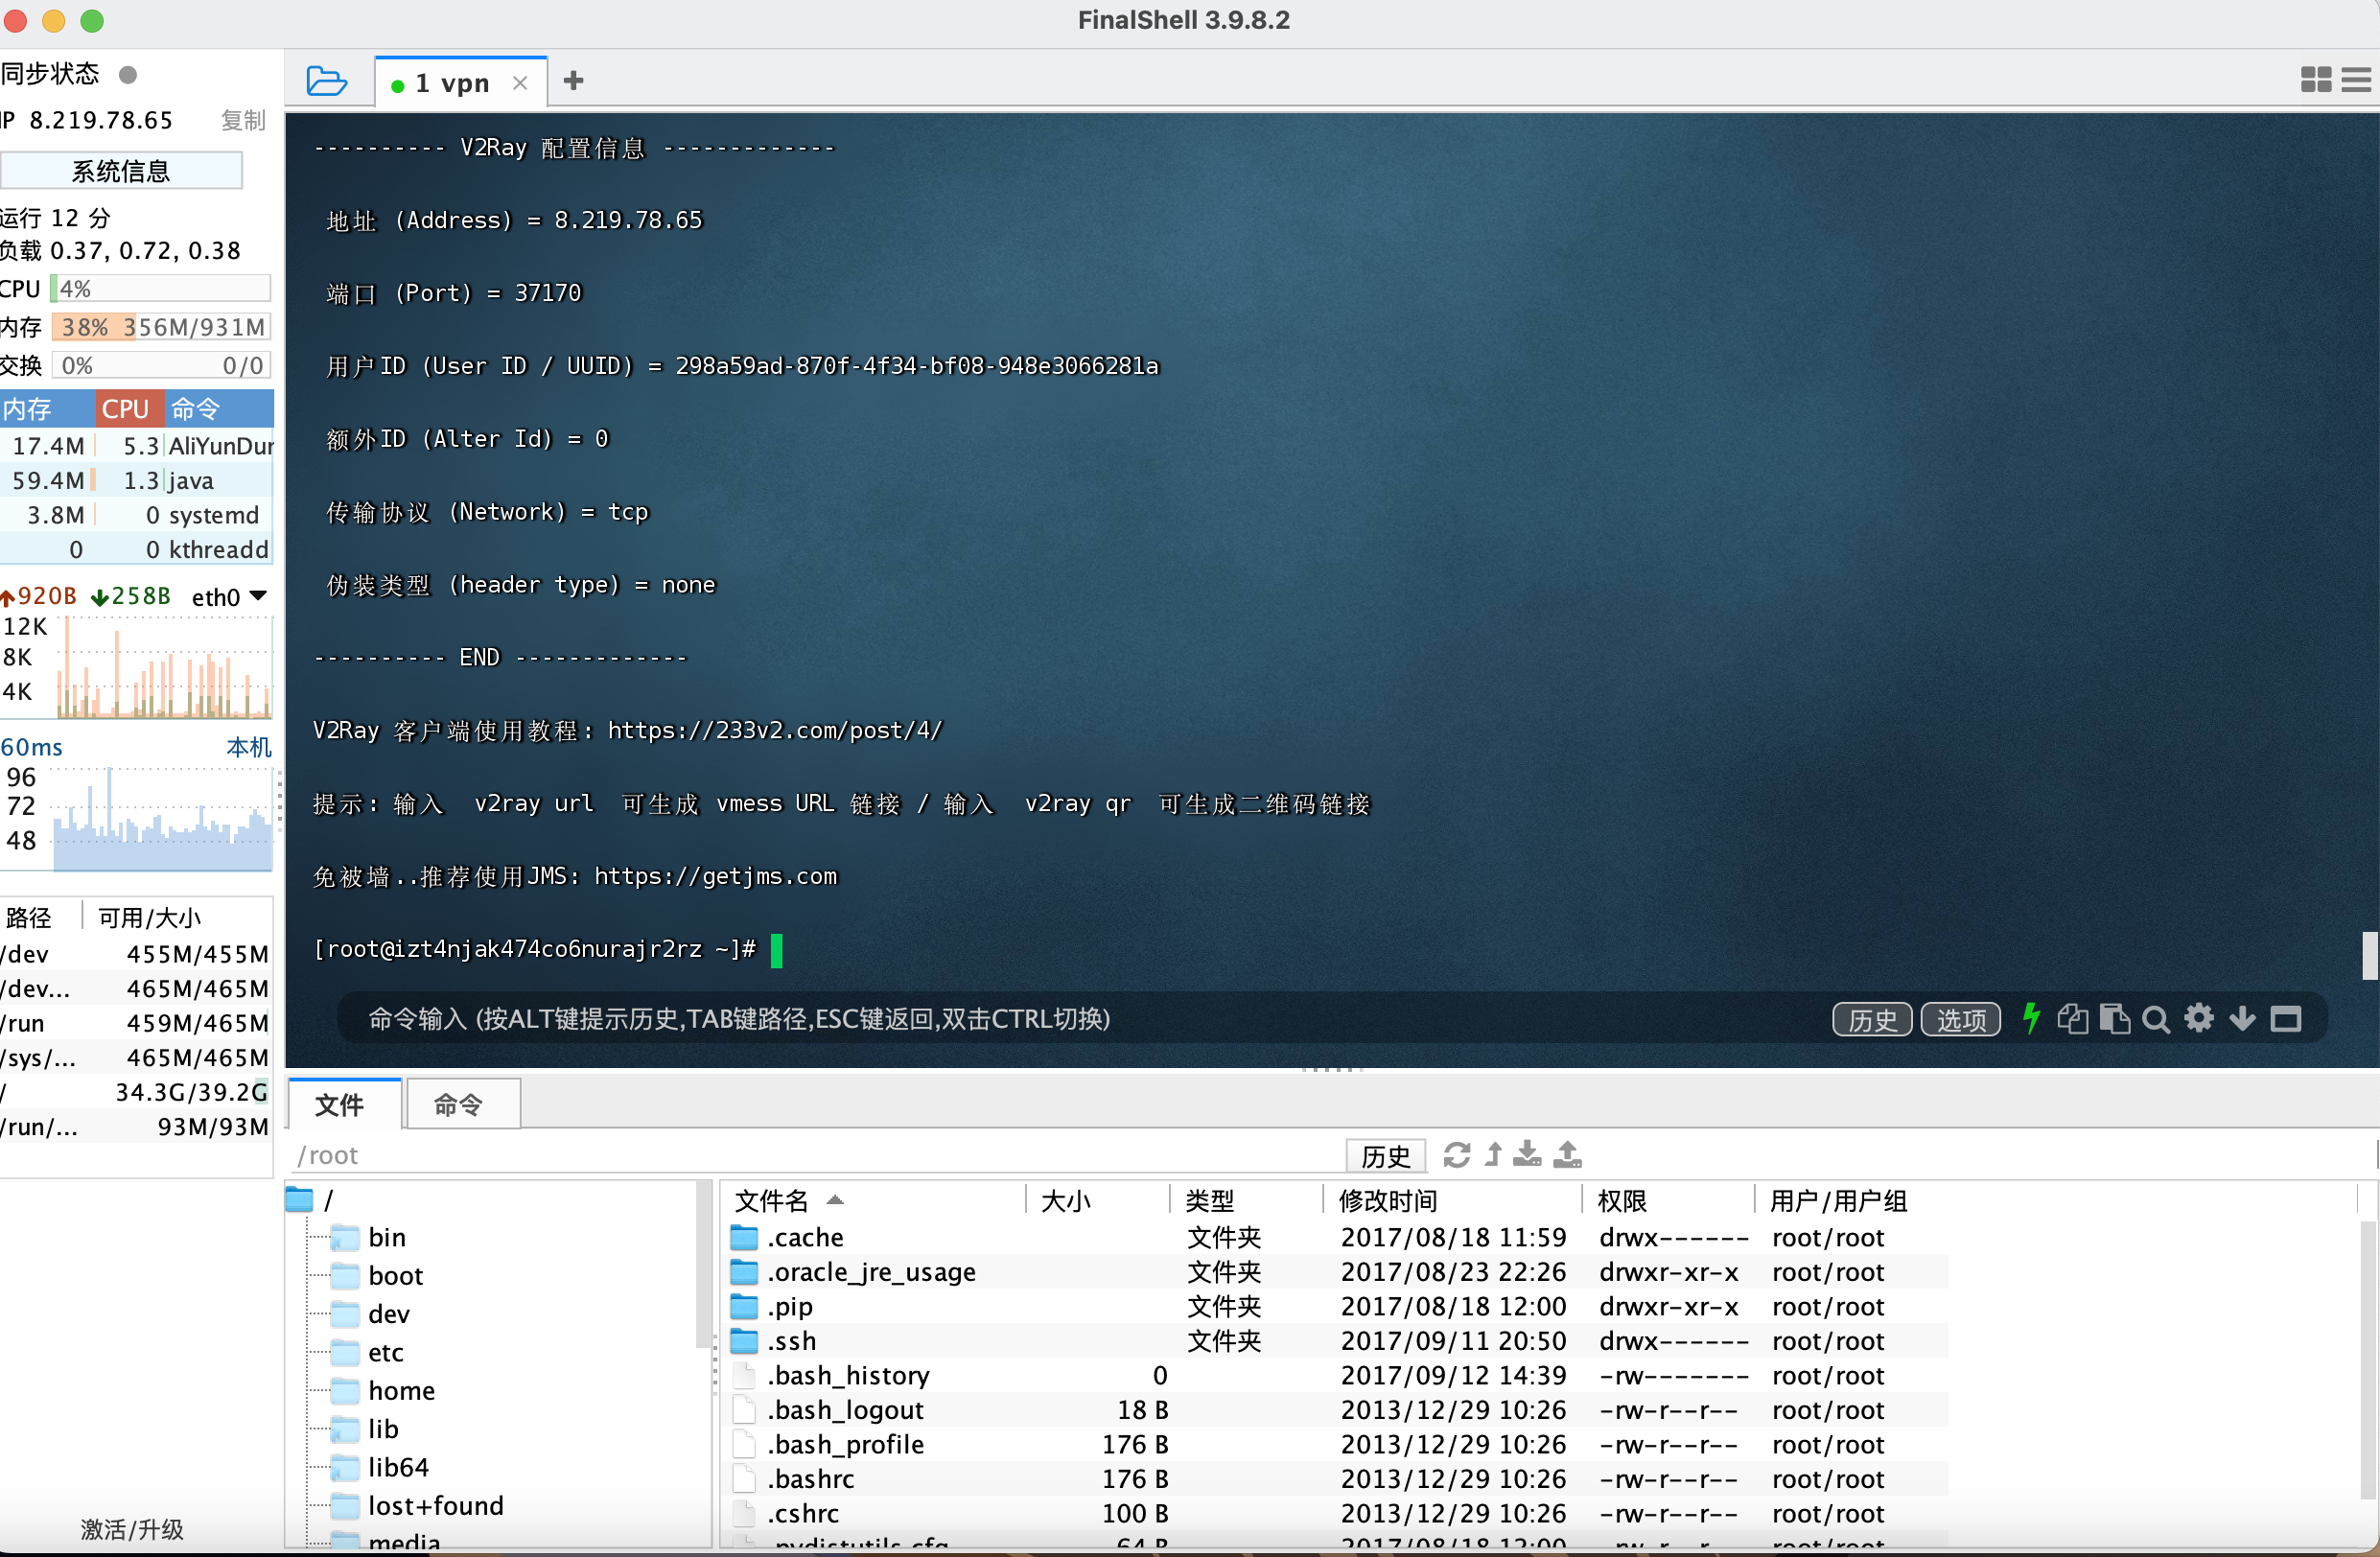 FinalShell 3.9.8.2
同步状态
IP 8.219.78.65 复制
系统信息
运行 12 分
负载 0.37, 0.72, 0.38
CPU 4%
内存 38% 356M/931M
交换 0% 0/0
内存 CPU 命令
17.4M 5.3 AliYunDur
59.4M 1.3 java
3.8M 0 systemd
0 0 kthreadd
920B 258B eth0
12K
8K
4K
60ms 本机
96
72
48
路径 可用/大小
/dev 455M/455M
/dev... 465M/465M
/run 459M/465M
/sys/... 465M/465M
/ 34.3G/39.2G
/run/... 93M/93M
激活/升级
1 vpn
---------- V2Ray 配置信息 -------------
地址 (Address) = 8.219.78.65
端口 (Port) = 37170
用户ID (User ID / UUID) = 298a59ad-870f-4f34-bf08-948e3066281a
额外ID (Alter Id) = 0
传输协议 (Network) = tcp
伪装类型 (header type) = none
---------- END -------------
V2Ray 客户端使用教程: https://233v2.com/post/4/
提示: 输入 v2ray url 可生成 vmess URL 链接 / 输入 v2ray qr 可生成二维码链接
免被墙..推荐使用JMS: https://getjms.com
[root@izt4njak474co6nurajr2rz ~]#
命令输入 (按ALT键提示历史,TAB键路径,ESC键返回,双击CTRL切换) 历史 选项
文件 命令
/root 历史
/
bin
boot
dev
etc
home
lib
lib64
lost+found
media
文件名 大小 类型 修改时间 权限 用户/用户组
.cache 文件夹 2017/08/18 11:59 drwx------ root/root
.oracle_jre_usage 文件夹 2017/08/23 22:26 drwxr-xr-x root/root
.pip 文件夹 2017/08/18 12:00 drwxr-xr-x root/root
.ssh 文件夹 2017/09/11 20:50 drwx------ root/root
.bash_history 0 2017/09/12 14:39 -rw------- root/root
.bash_logout 18 B 2013/12/29 10:26 -rw-r--r-- root/root
.bash_profile 176 B 2013/12/29 10:26 -rw-r--r-- root/root
.bashrc 176 B 2013/12/29 10:26 -rw-r--r-- root/root
.cshrc 100 B 2013/12/29 10:26 -rw-r--r-- root/root
.pydistutils.cfg 64 B 2017/08/18 12:00 -rw-r--r-- root/root